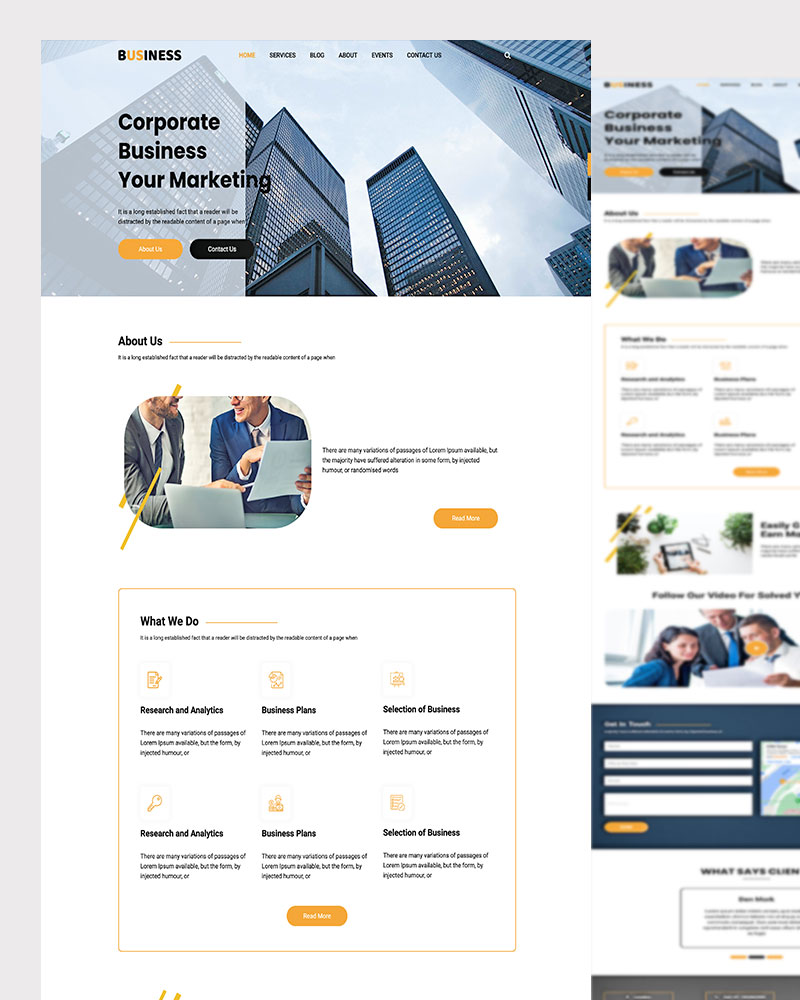 BUSINESS
HOME SERVICES BLOG ABOUT EVENTS CONTACT US
Corporate
Business
Your Marketing
It is a long established fact that a reader will be
distracted by the readable content of a page when
About Us Contact Us
About Us
It is a long established fact that a reader will be distracted by the readable content of a page when
There are many variations of passages of Lorem Ipsum available, but
the majority have suffered alteration in some form, by injected
humour, or randomised words
Read More
What We Do
It is a long established fact that a reader will be distracted by the readable content of a page when
Research and Analytics
There are many variations of passages of
Lorem Ipsum available, but the form, by
injected humour, or
Business Plans
There are many variations of passages of
Lorem Ipsum available, but the form, by
injected humour, or
Selection of Business
There are many variations of passages of
Lorem Ipsum available, but the form, by
injected humour, or
Research and Analytics
There are many variations of passages of
Lorem Ipsum available, but the form, by
injected humour, or
Business Plans
There are many variations of passages of
Lorem Ipsum available, but the form, by
injected humour, or
Selection of Business
There are many variations of passages of
Lorem Ipsum available, but the form, by
injected humour, or
Read More
BUSINESS
Corporate
Business
Your Marketing
About Us
What We Do
Research and Analytics
Business Plans
Research and Analytics
Business Plans
Easily
Earn
Follow Our Video For Solved
Get In Touch
WHAT SAYS